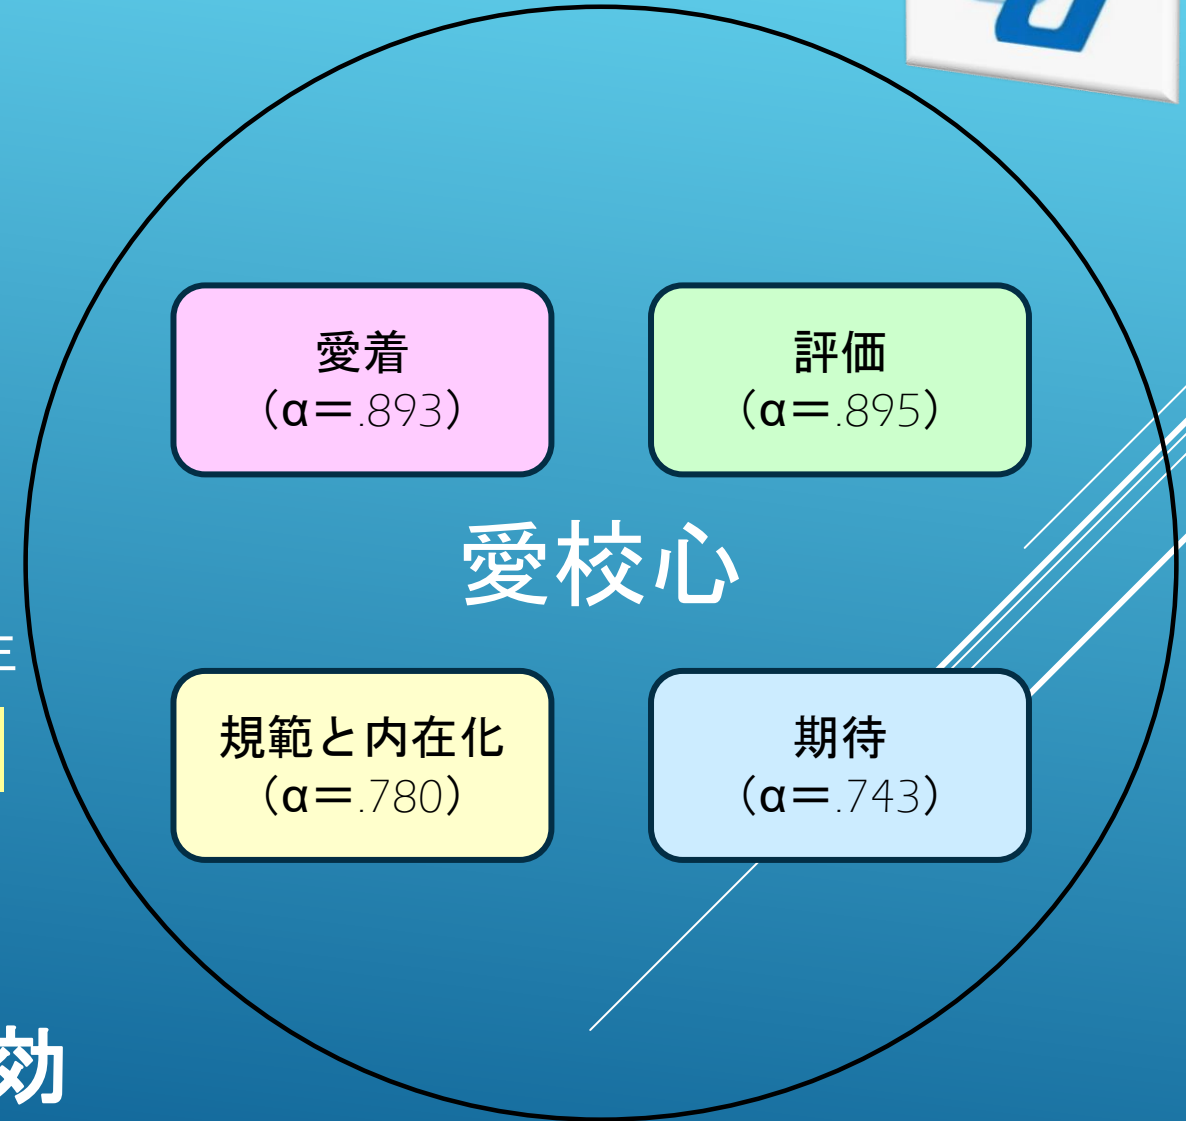 愛着
（α＝.893）
評価
（α＝.895）
愛校心
規範と内在化
（α＝.780）
期待
（α＝.743）
効